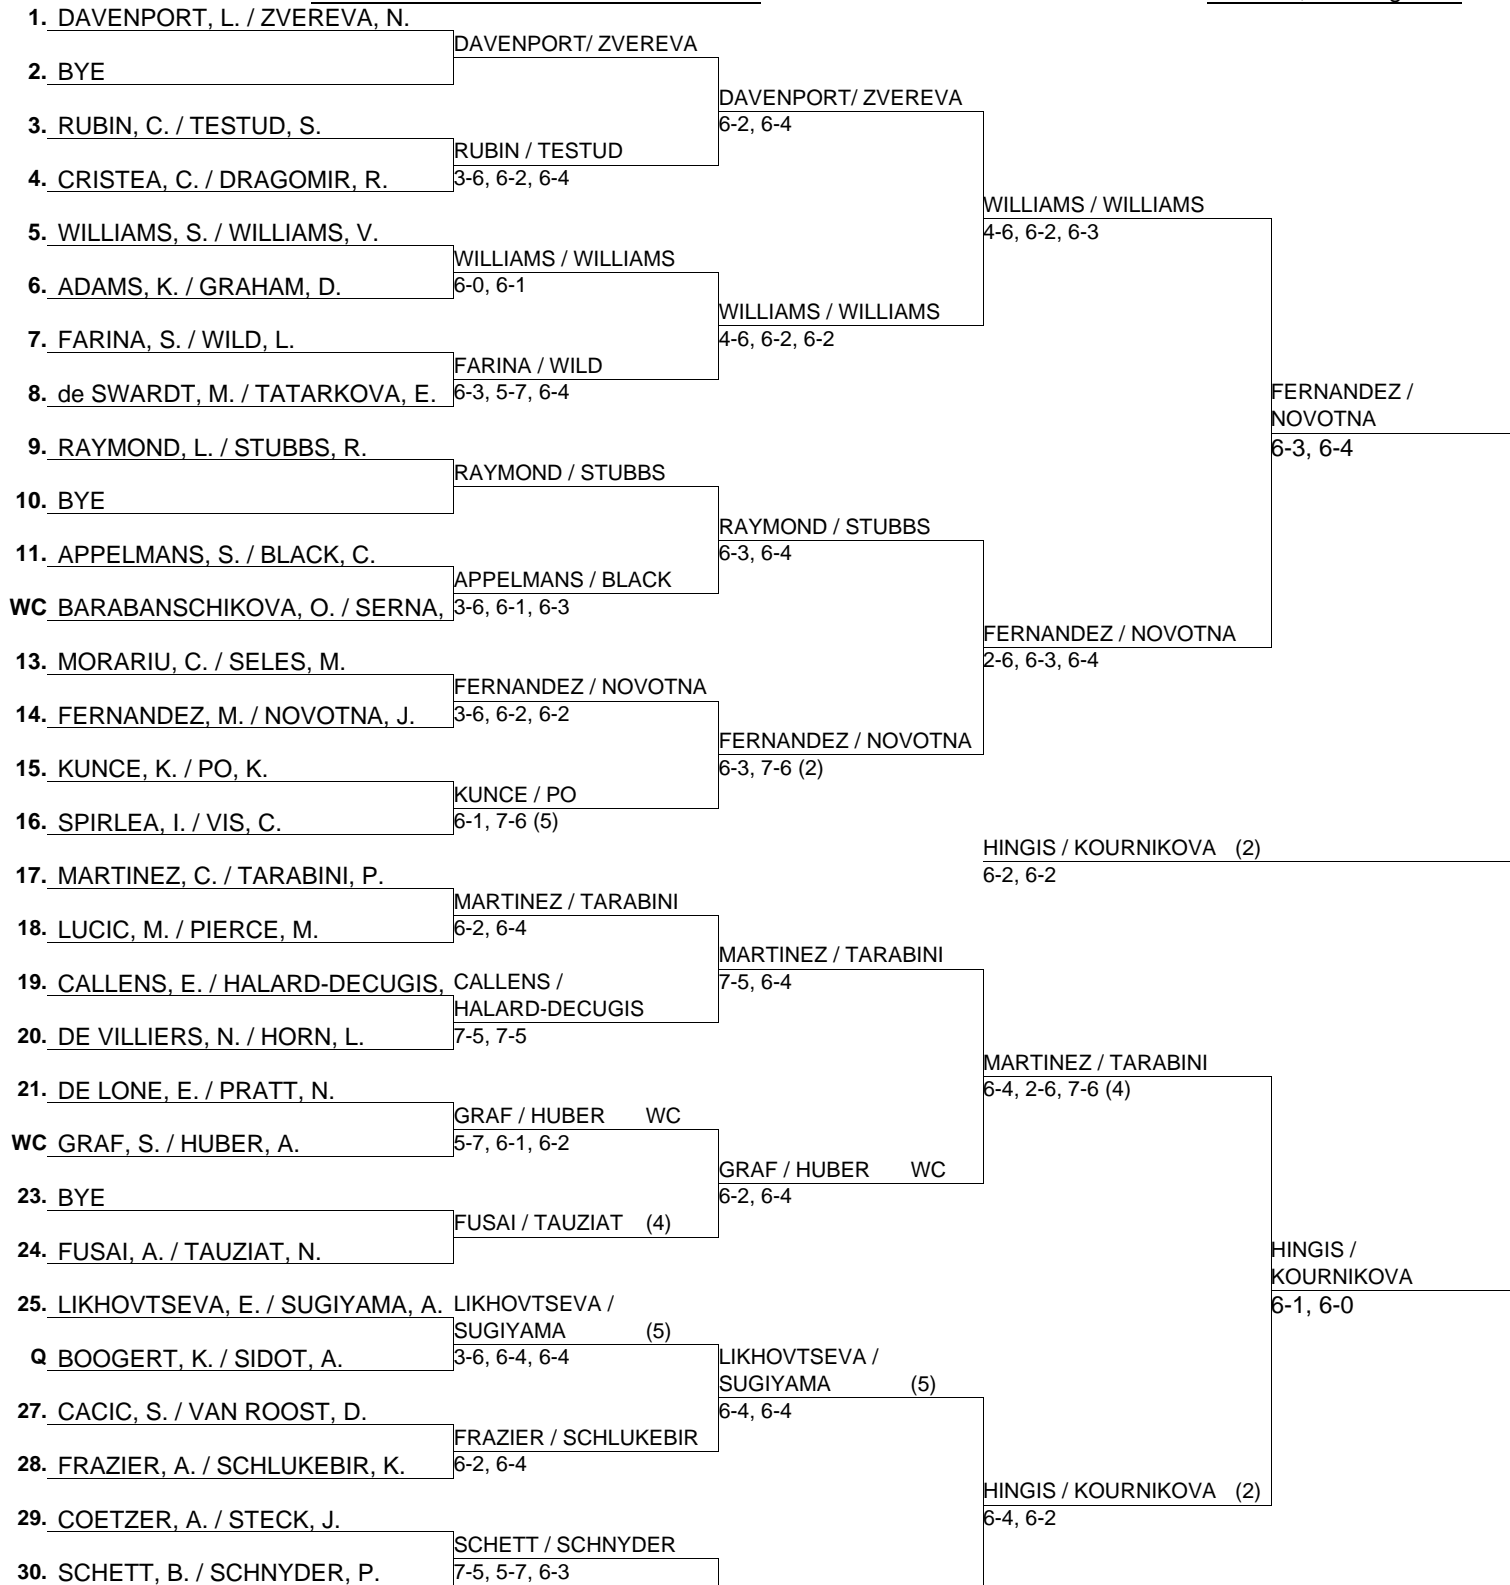 1. DAVENPORT, L. / ZVEREVA, N.
DAVENPORT/ ZVEREVA
2. BYE
DAVENPORT/ ZVEREVA
6-2, 6-4
3. RUBIN, C. / TESTUD, S.
RUBIN / TESTUD
3-6, 6-2, 6-4
4. CRISTEA, C. / DRAGOMIR, R.
WILLIAMS / WILLIAMS
4-6, 6-2, 6-3
5. WILLIAMS, S. / WILLIAMS, V.
WILLIAMS / WILLIAMS
6-0, 6-1
6. ADAMS, K. / GRAHAM, D.
WILLIAMS / WILLIAMS
4-6, 6-2, 6-2
7. FARINA, S. / WILD, L.
FARINA / WILD
6-3, 5-7, 6-4
8. de SWARDT, M. / TATARKOVA, E.
FERNANDEZ /
NOVOTNA
6-3, 6-4
9. RAYMOND, L. / STUBBS, R.
RAYMOND / STUBBS
10. BYE
RAYMOND / STUBBS
6-3, 6-4
11. APPELMANS, S. / BLACK, C.
APPELMANS / BLACK
3-6, 6-1, 6-3
WC BARABANSCHIKOVA, O. / SERNA,
FERNANDEZ / NOVOTNA
2-6, 6-3, 6-4
13. MORARIU, C. / SELES, M.
FERNANDEZ / NOVOTNA
3-6, 6-2, 6-2
14. FERNANDEZ, M. / NOVOTNA, J.
FERNANDEZ / NOVOTNA
6-3, 7-6 (2)
15. KUNCE, K. / PO, K.
KUNCE / PO
6-1, 7-6 (5)
16. SPIRLEA, I. / VIS, C.
HINGIS / KOURNIKOVA (2)
6-2, 6-2
17. MARTINEZ, C. / TARABINI, P.
MARTINEZ / TARABINI
6-2, 6-4
18. LUCIC, M. / PIERCE, M.
MARTINEZ / TARABINI
7-5, 6-4
19. CALLENS, E. / HALARD-DECUGIS,
CALLENS /
HALARD-DECUGIS
7-5, 7-5
20. DE VILLIERS, N. / HORN, L.
MARTINEZ / TARABINI
6-4, 2-6, 7-6 (4)
21. DE LONE, E. / PRATT, N.
GRAF / HUBER WC
5-7, 6-1, 6-2
WC GRAF, S. / HUBER, A.
GRAF / HUBER WC
6-2, 6-4
23. BYE
FUSAI / TAUZIAT (4)
24. FUSAI, A. / TAUZIAT, N.
HINGIS /
KOURNIKOVA
6-1, 6-0
25. LIKHOVTSEVA, E. / SUGIYAMA, A.
LIKHOVTSEVA /
SUGIYAMA (5)
3-6, 6-4, 6-4
Q BOOGERT, K. / SIDOT, A.
LIKHOVTSEVA /
SUGIYAMA (5)
6-4, 6-4
27. CACIC, S. / VAN ROOST, D.
FRAZIER / SCHLUKEBIR
6-2, 6-4
28. FRAZIER, A. / SCHLUKEBIR, K.
HINGIS / KOURNIKOVA (2)
6-4, 6-2
29. COETZER, A. / STECK, J.
SCHETT / SCHNYDER
7-5, 5-7, 6-3
30. SCHETT, B. / SCHNYDER, P.